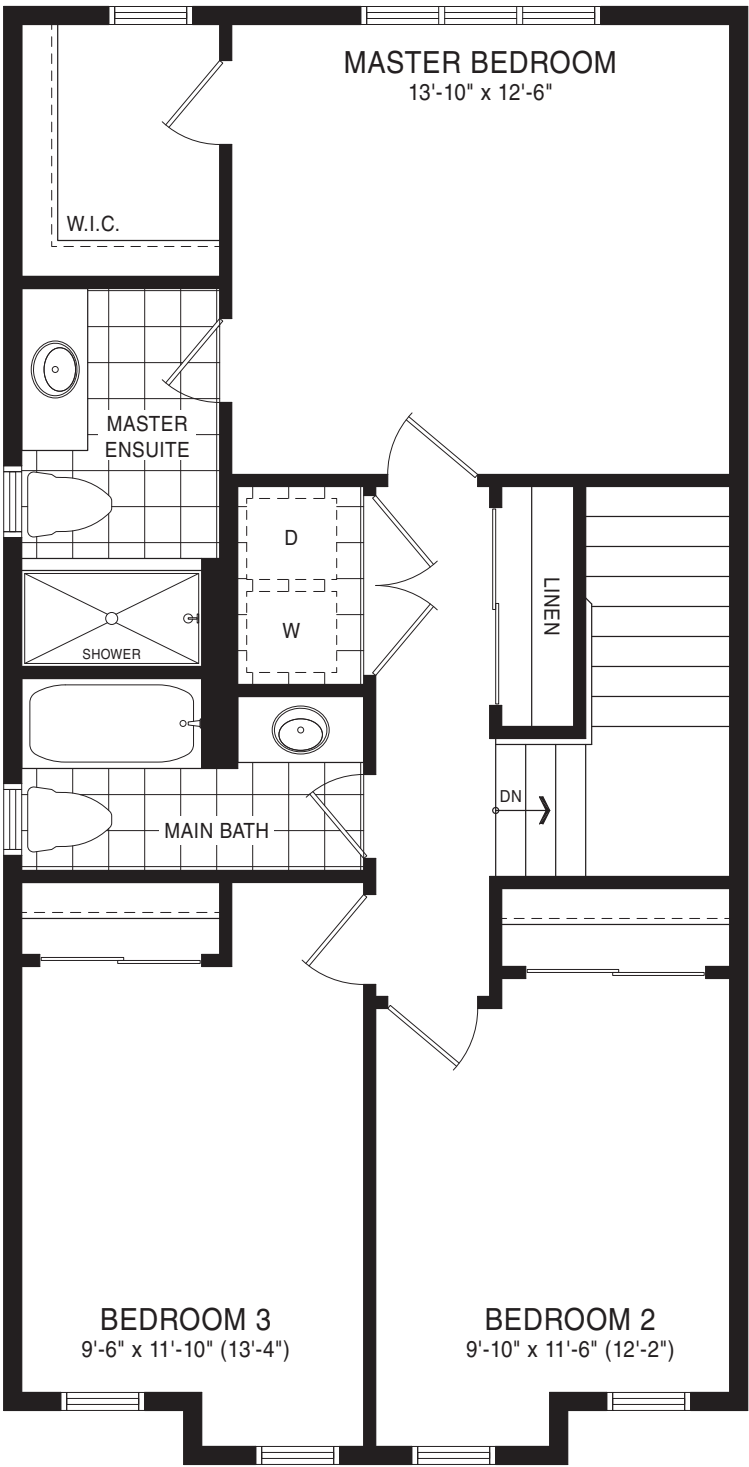 MASTER BEDROOM
13'-10" x 12'-6"
W.I.C.
MASTER
ENSUITE
D
W
LINEN
SHOWER
DN
MAIN BATH
BEDROOM 3
9'-6" x 11'-10" (13'-4")
BEDROOM 2
9'-10" x 11'-6" (12'-2")